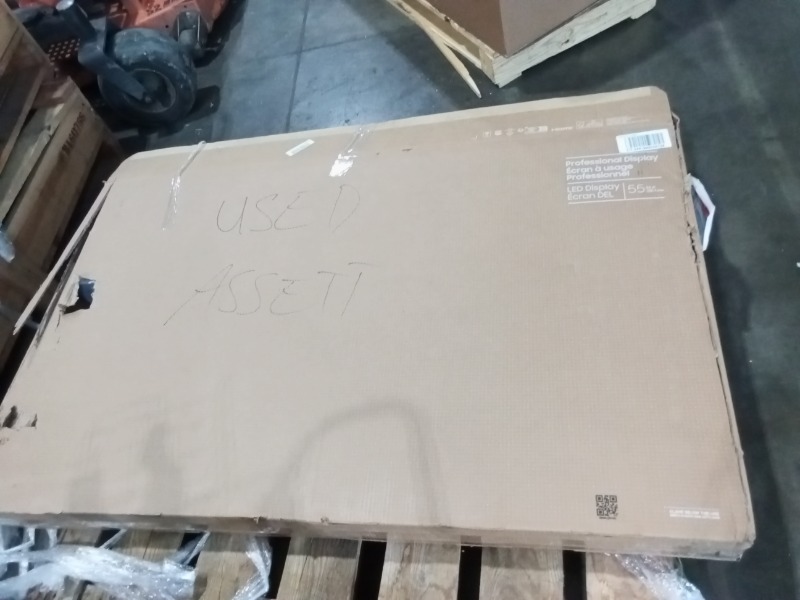 Professional Display
Écran à usage
Professionnel
LED Display
Écran DEL
55
USED
ASSETT